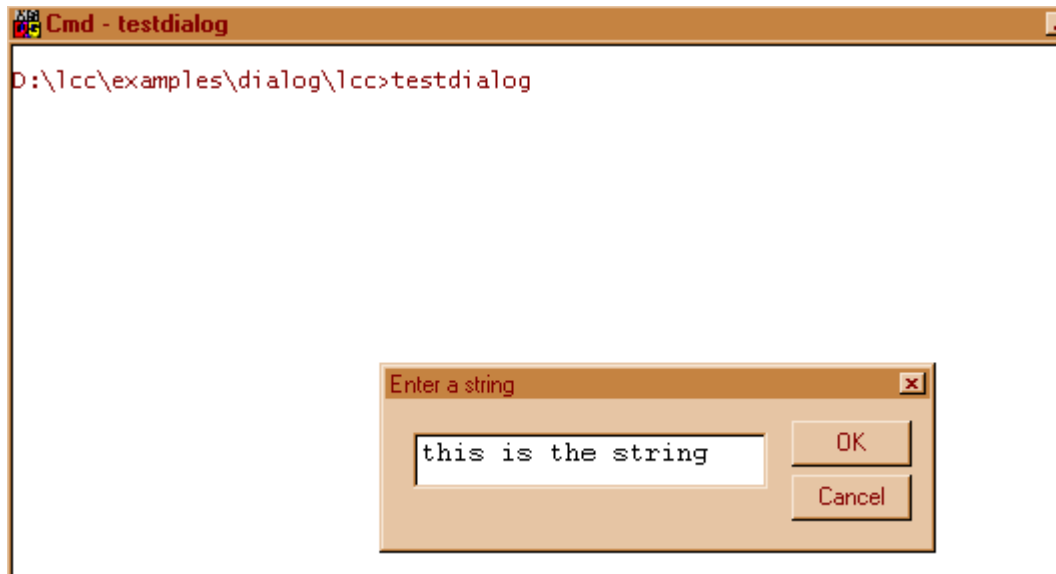 Cmd - testdialog
D:\lcc\examples\dialog\lcc>testdialog
Enter a string
this is the string
OK
Cancel